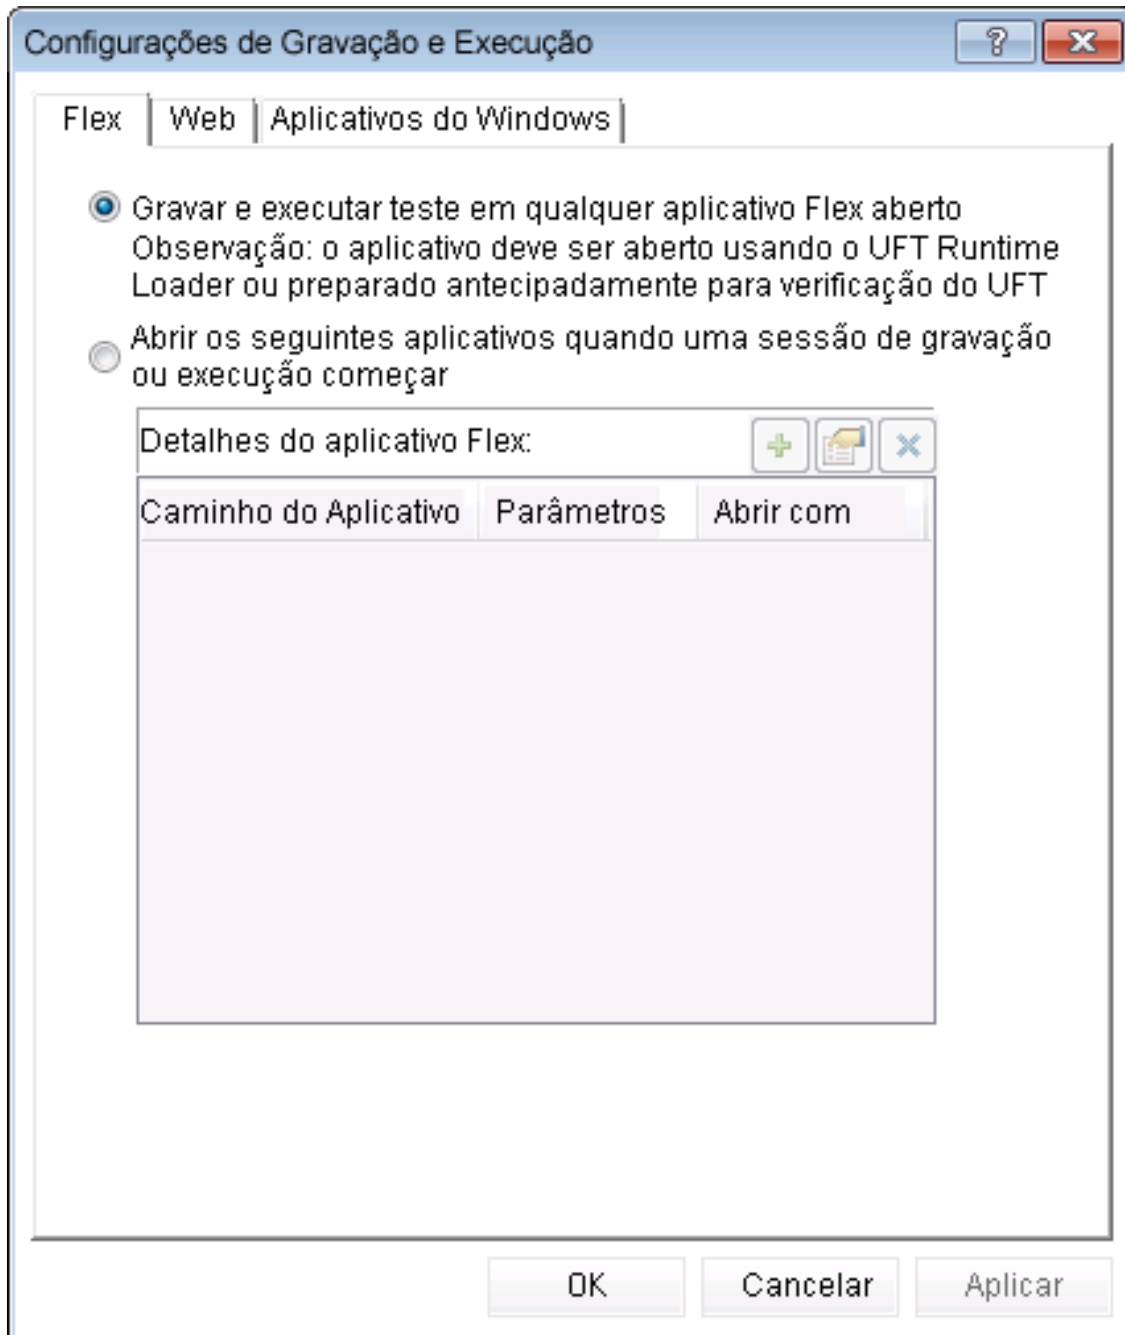 Configurações de Gravação e Execução
Flex
Web
Aplicativos do Windows
Gravar e executar teste em qualquer aplicativo Flex aberto
Observação: o aplicativo deve ser aberto usando o UFT Runtime
Loader ou preparado antecipadamente para verificação do UFT
Abrir os seguintes aplicativos quando uma sessão de gravação
ou execução começar
Detalhes do aplicativo Flex:
Caminho do Aplicativo
Parâmetros
Abrir com
OK
Cancelar
Aplicar